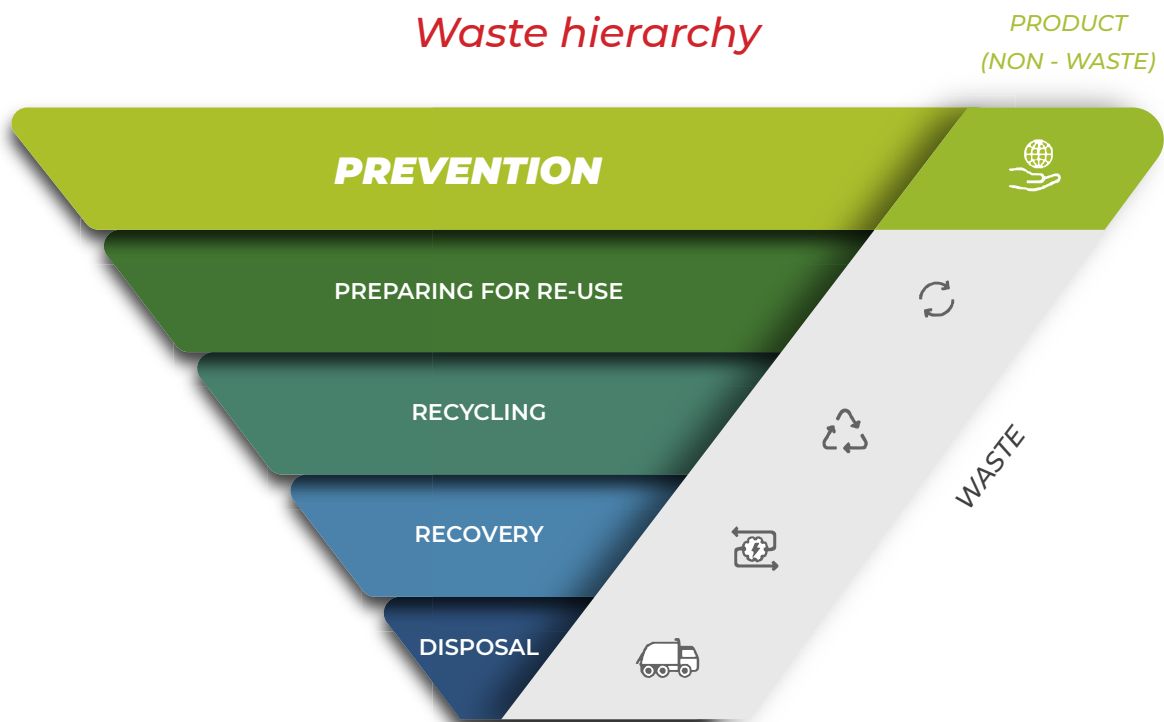 Waste hierarchy
PRODUCT
(NON - WASTE)
PREVENTION
PREPARING FOR RE-USE
RECYCLING
RECOVERY
DISPOSAL
WASTE